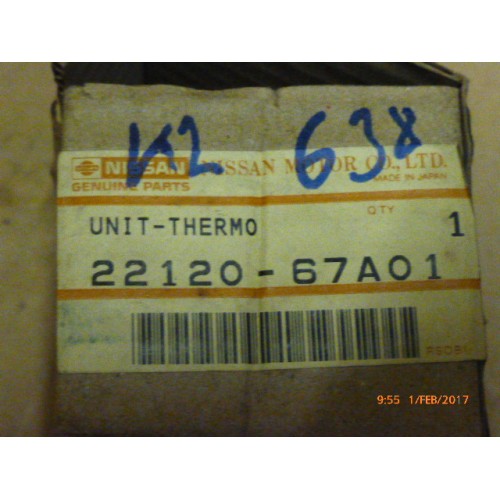 638
NISSAN NISSAN MOTOR CO., LTD.
GENUINE PARTS MADE IN JAPAN
UNIT-THERMO QTY 1
22120-67A01
9:55 1/FEB/2017